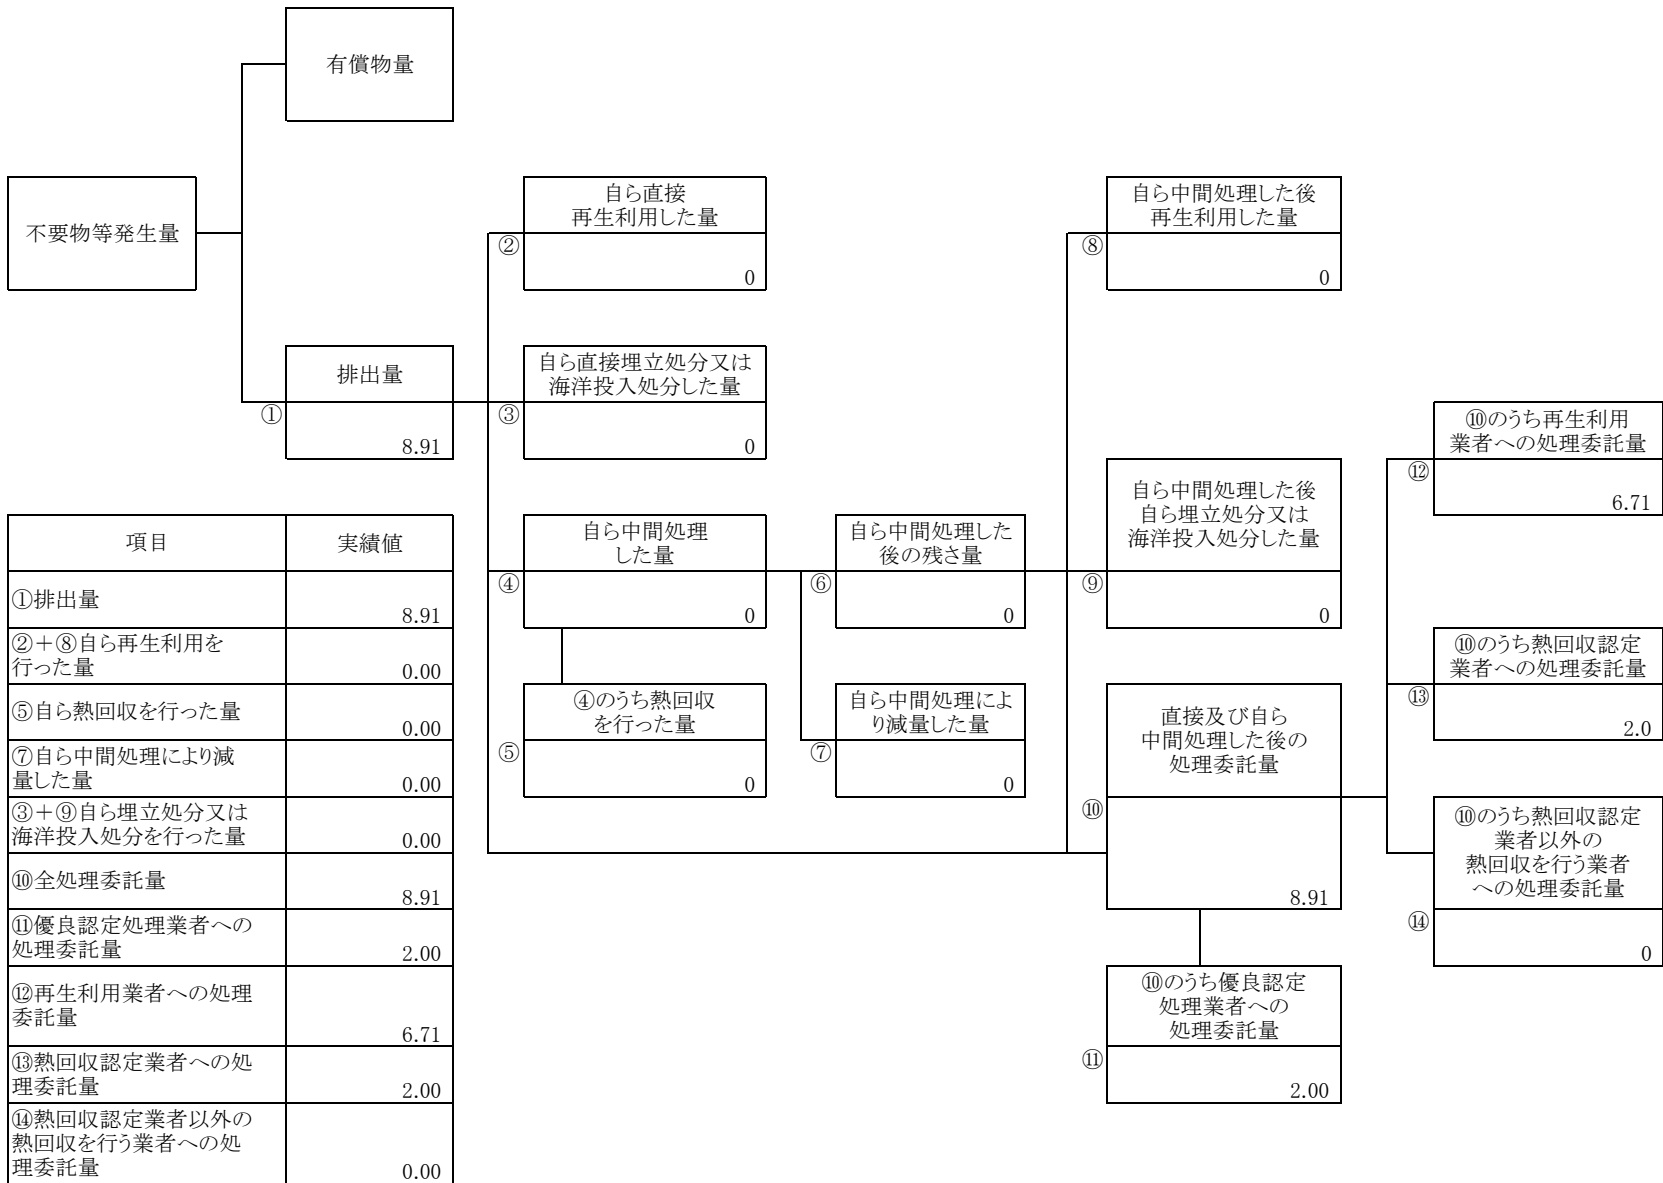 有償物量
不要物等発生量
自ら直接
再生利用した量
②
0
自ら中間処理した後
再生利用した量
⑧
0
排出量
①
8.91
自ら直接埋立処分又は
海洋投入処分した量
③
0
⑩のうち再生利用
業者への処理委託量
⑫
6.71
自ら中間処理
した量
④
0
自ら中間処理した
後の残さ量
⑥
0
自ら中間処理した後
自ら埋立処分又は
海洋投入処分した量
⑨
0
⑩のうち熱回収認定
業者への処理委託量
⑬
2.0
④のうち熱回収
を行った量
⑤
0
自ら中間処理によ
り減量した量
⑦
0
直接及び自ら
中間処理した後の
処理委託量
⑩
8.91
⑩のうち熱回収認定
業者以外の
熱回収を行う業者
への処理委託量
⑭
0
⑩のうち優良認定
処理業者への
処理委託量
⑪
2.00
項目 実績値
①排出量
8.91
②+⑧自ら再生利用を
行った量
0.00
⑤自ら熱回収を行った量
0.00
⑦自ら中間処理により減
量した量
0.00
③+⑨自ら埋立処分又は
海洋投入処分を行った量
0.00
⑩全処理委託量
8.91
⑪優良認定処理業者への
処理委託量
2.00
⑫再生利用業者への処理
委託量
6.71
⑬熱回収認定業者への処
理委託量
2.00
⑭熱回収認定業者以外の
熱回収を行う業者への処
理委託量
0.00